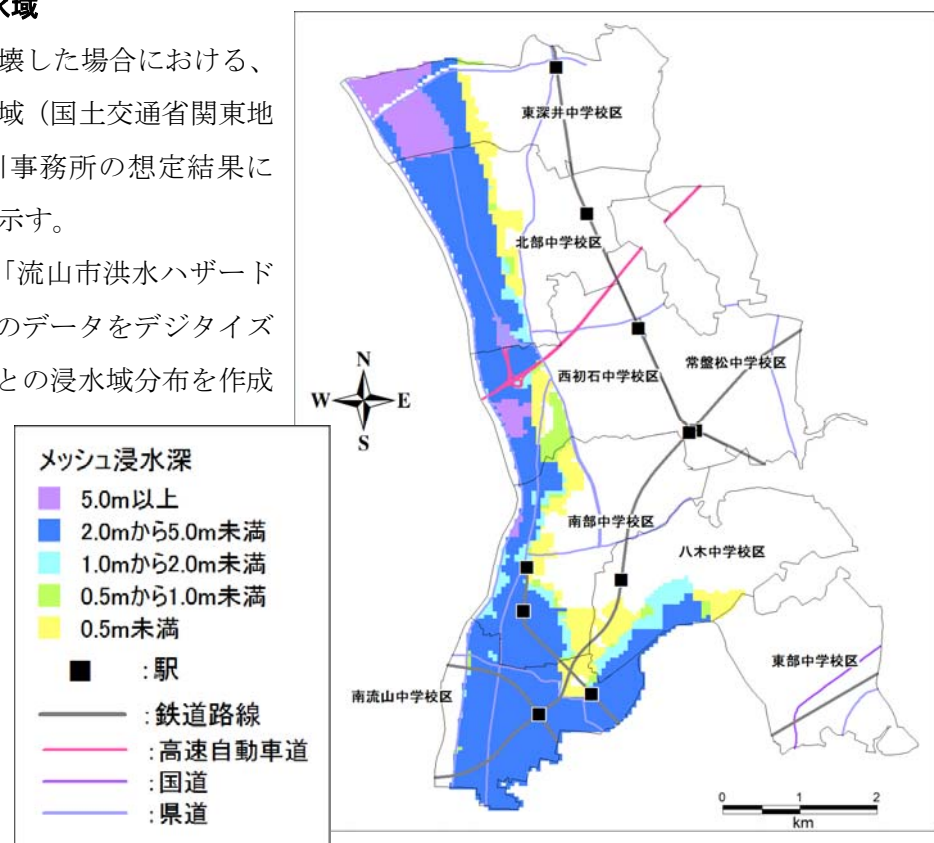 水域
壊した場合における、
域（国土交通省関東地
川事務所の想定結果に
示す。
「流山市洪水ハザード
のデータをデジタイズ
との浸水域分布を作成
東深井中学校区
北部中学校区
西初石中学校区
常盤松中学校区
南部中学校区
八木中学校区
東部中学校区
南流山中学校区
N
W E
S
メッシュ浸水深
5.0m以上
2.0mから5.0m未満
1.0mから2.0m未満
0.5mから1.0m未満
0.5m未満
：駅
：鉄道路線
：高速自動車道
：国道
：県道
0 1 2
km